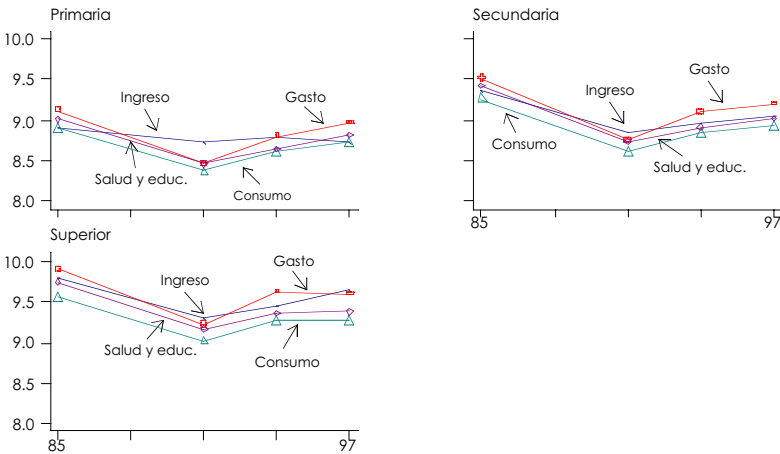 Primaria
10.0
9.5
9.0
8.5
8.0
Ingreso
Gasto
Salud y educ.
Consumo
Secundaria
Ingreso
Gasto
Consumo
Salud y educ.
85
97
Superior
10.0
9.5
9.0
8.5
8.0
Ingreso
Gasto
Salud y educ.
Consumo
85
97